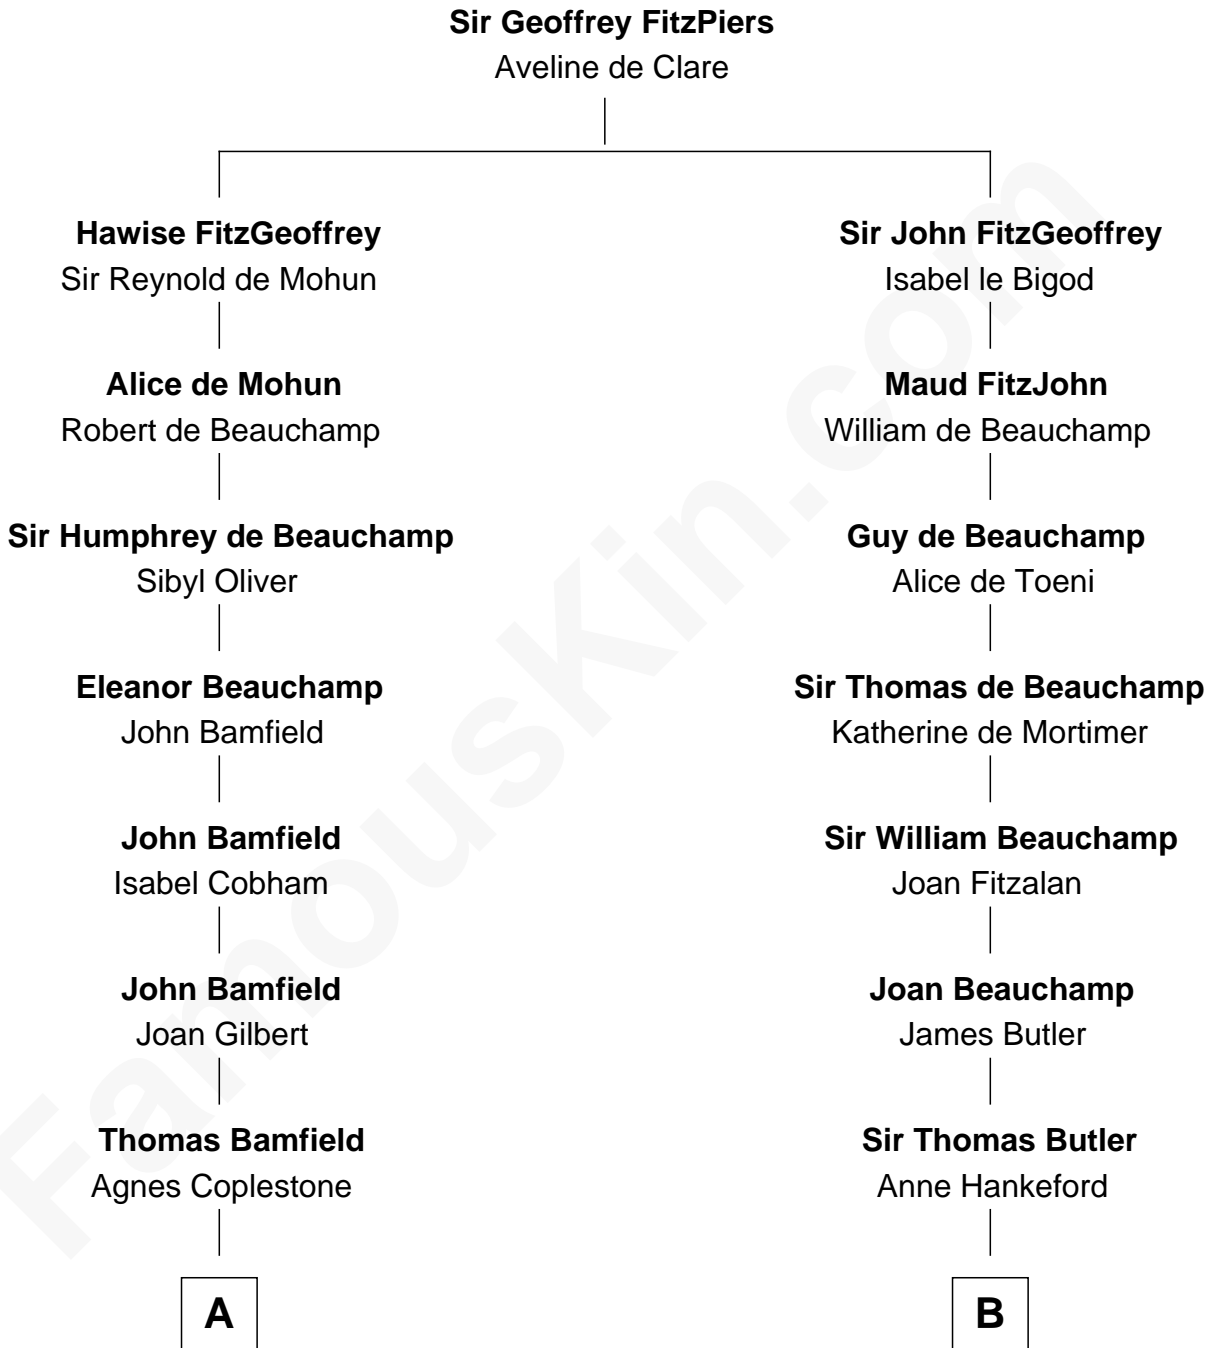 Sir Geoffrey FitzPiers
Aveline de Clare
Hawise FitzGeoffrey
Sir Reynold de Mohun
Sir John FitzGeoffrey
Isabel le Bigod
Alice de Mohun
Robert de Beauchamp
Maud FitzJohn
William de Beauchamp
Sir Humphrey de Beauchamp
Sibyl Oliver
Guy de Beauchamp
Alice de Toeni
Eleanor Beauchamp
John Bamfield
Sir Thomas de Beauchamp
Katherine de Mortimer
John Bamfield
Isabel Cobham
Sir William Beauchamp
Joan Fitzalan
John Bamfield
Joan Gilbert
Joan Beauchamp
James Butler
Thomas Bamfield
Agnes Coplestone
Sir Thomas Butler
Anne Hankeford
A
B
FamousKin.com